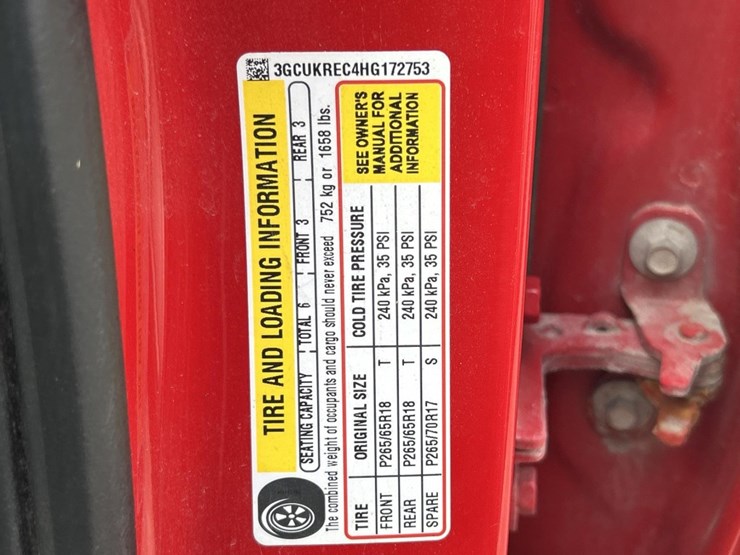 3GCUKREC4HG172753
TIRE AND LOADING INFORMATION
SEATING CAPACITY TOTAL 6 FRONT 3 REAR 3
The combined weight of occupants and cargo should never exceed 752 kg or 1658 lbs.
TIRE ORIGINAL SIZE COLD TIRE PRESSURE
FRONT P265/65R18 T 240 kPa, 35 PSI
REAR P265/65R18 T 240 kPa, 35 PSI
SPARE P265/70R17 S 240 kPa, 35 PSI
SEE OWNER'S
MANUAL FOR
ADDITIONAL
INFORMATION